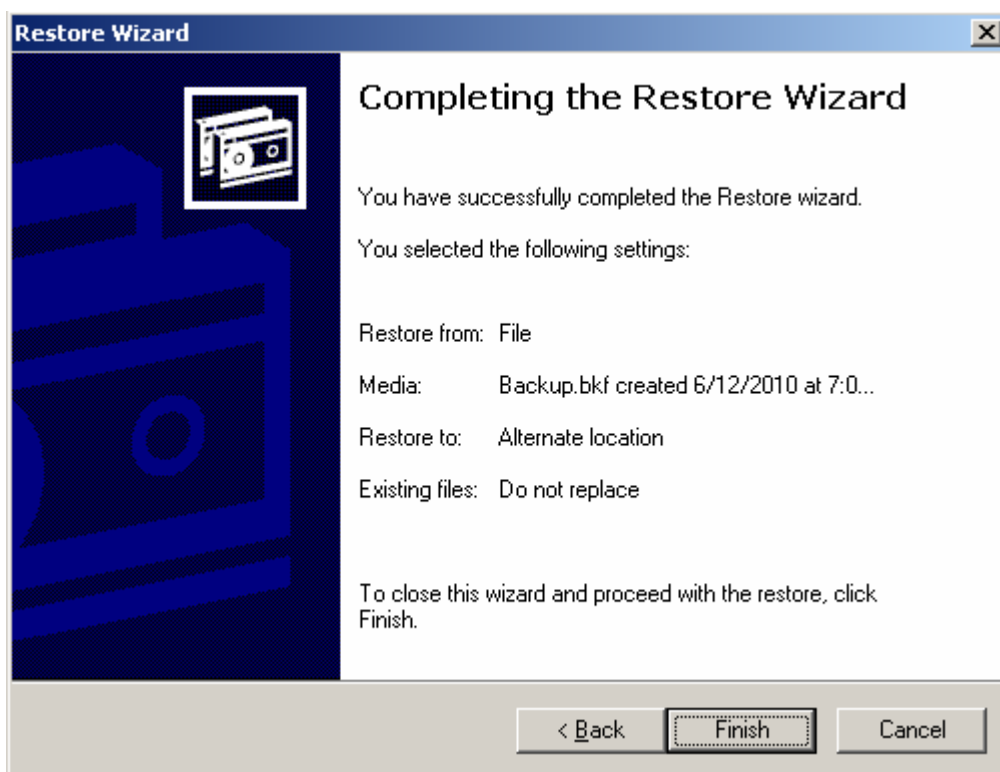 Restore Wizard
Completing the Restore Wizard
You have successfully completed the Restore wizard.
You selected the following settings:
Restore from: File
Media: Backup.bkf created 6/12/2010 at 7:0...
Restore to: Alternate location
Existing files: Do not replace
To close this wizard and proceed with the restore, click
Finish.
< Back Finish Cancel